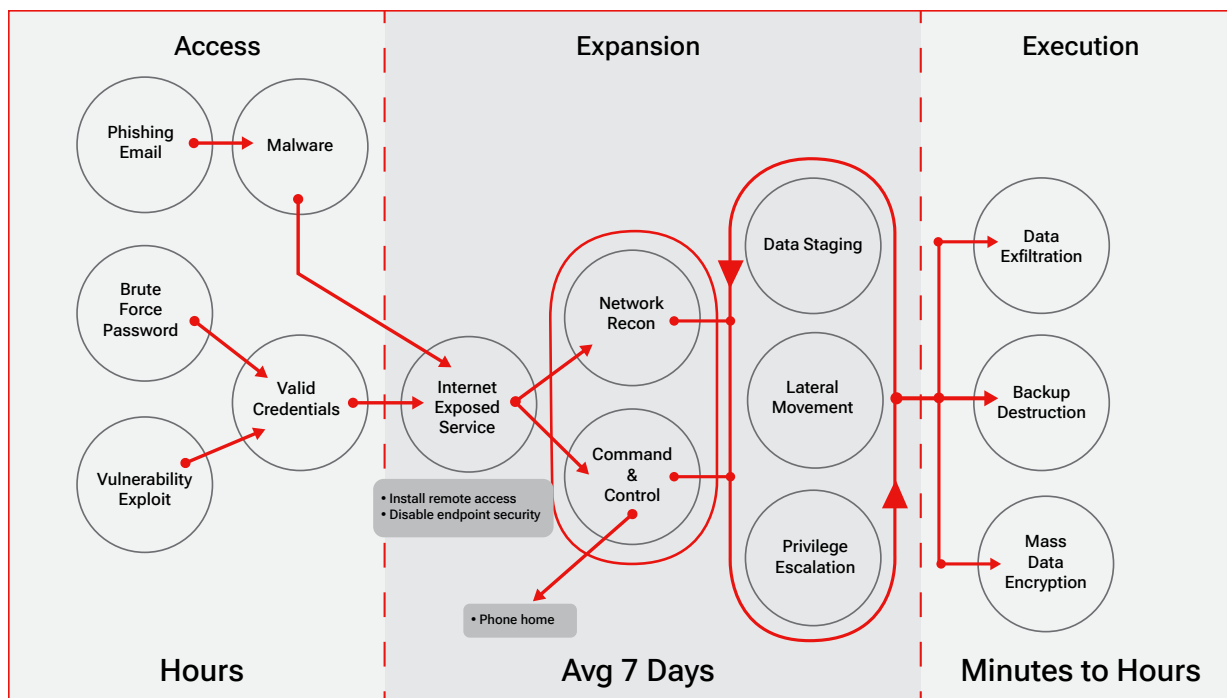 Access
Expansion
Execution
Phishing
Email
Malware
Brute
Force
Password
Valid
Credentials
Vulnerability
Exploit
Internet
Exposed
Service
• Install remote access
• Disable endpoint security
Network
Recon
Command
&
Control
• Phone home
Data Staging
Lateral
Movement
Privilege
Escalation
Data
Exfiltration
Backup
Destruction
Mass
Data
Encryption
Hours
Avg 7 Days
Minutes to Hours